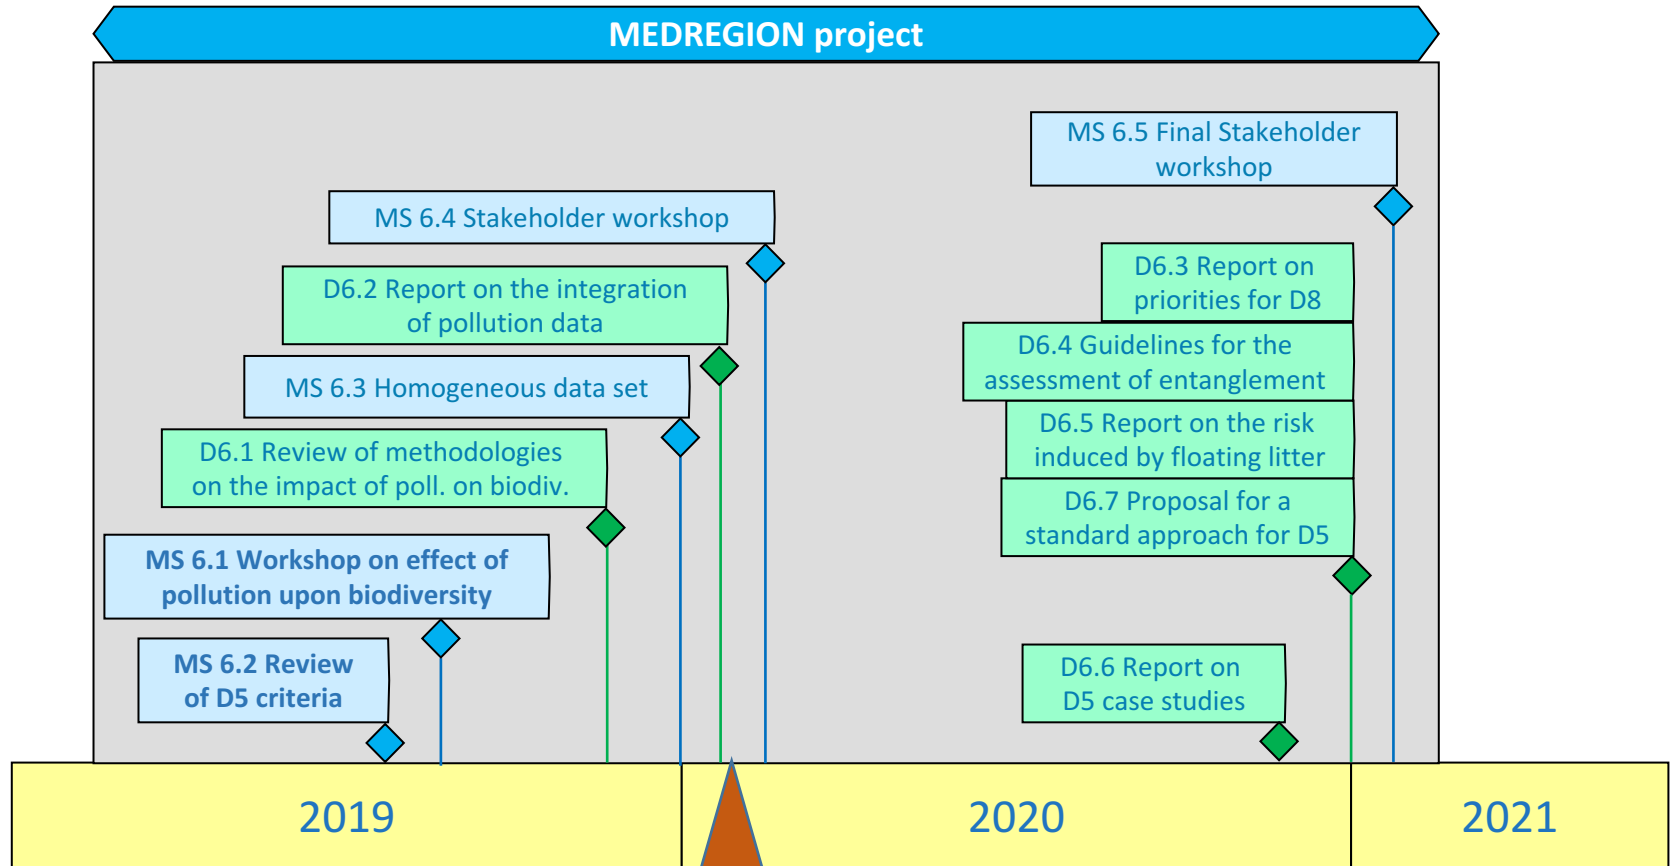 MEDREGION project
MS 6.5 Final Stakeholder
workshop
MS 6.4 Stakeholder workshop
D6.2 Report on the integration
of pollution data
MS 6.3 Homogeneous data set
D6.1 Review of methodologies
on the impact of poll. on biodiv.
MS 6.1 Workshop on effect of
pollution upon biodiversity
MS 6.2 Review
of D5 criteria
D6.3 Report on
priorities for D8
D6.4 Guidelines for the
assessment of entanglement
D6.5 Report on the risk
induced by floating litter
D6.7 Proposal for a
standard approach for D5
D6.6 Report on
D5 case studies
2019
2020
2021